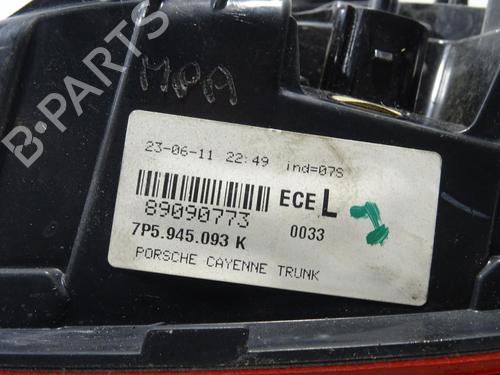 B-PARTS
MPA
23-06-11 22:49 ind=07S
89090773
ECE L
7P5.945.093 K
0033
PORSCHE CAYENNE TRUNK